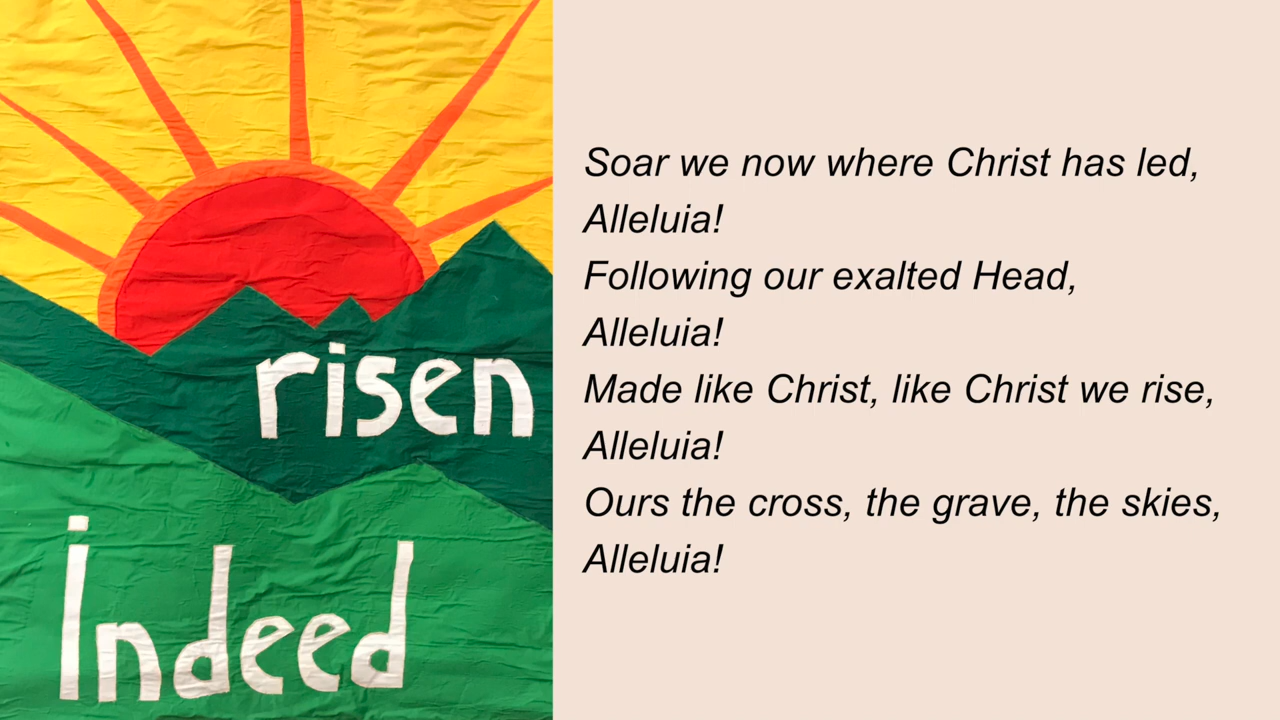 risen
indeed
Soar we now where Christ has led,
Alleluia!
Following our exalted Head,
Alleluia!
Made like Christ, like Christ we rise,
Alleluia!
Ours the cross, the grave, the skies,
Alleluia!